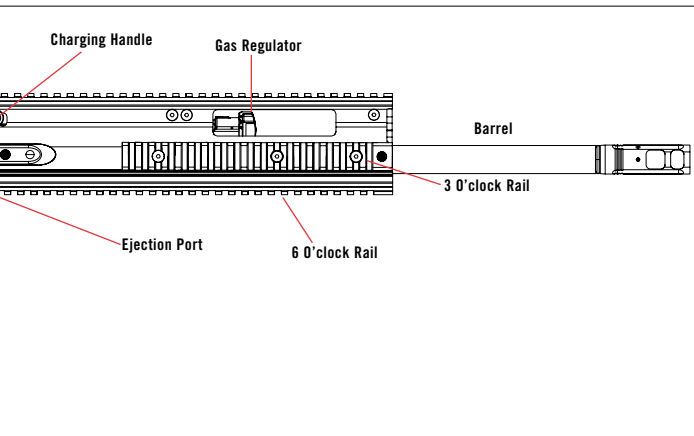 Charging Handle
Gas Regulator
Barrel
3 O'clock Rail
Ejection Port
6 O'clock Rail